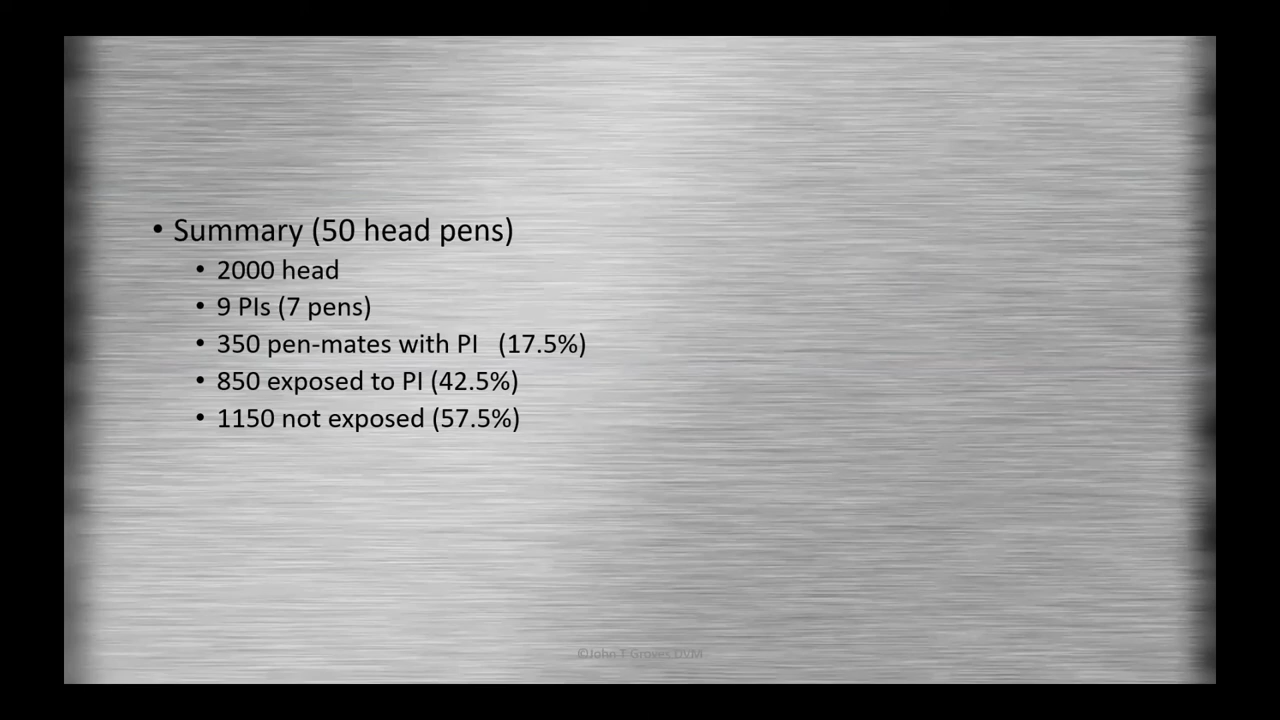 • Summary (50 head pens)
• 2000 head
• 9 PIs (7 pens)
• 350 pen-mates with PI (17.5%)
• 850 exposed to PI (42.5%)
• 1150 not exposed (57.5%)
©John T Groves DVM